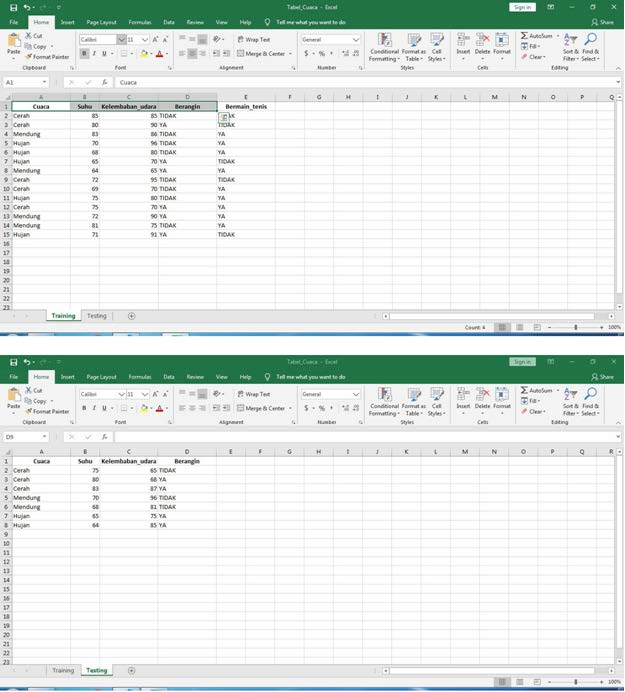 Tabel_Cuaca - Excel Sign in
File Home Insert Page Layout Formulas Data Review View Help Tell me what you want to do Share
Cut
Copy
Format Painter
Paste
Calibri 11
B I U
Wrap Text
Merge & Center
General
$ % ,
Conditional Formatting
Format as Table
Cell Styles
Insert Delete Format
AutoSum
Fill
Clear
Sort & Filter
Find & Select
Clipboard Font Alignment Number Styles Cells Editing
A1 Cuaca
A B C D E F G H I J K L M N O P Q
1 Cuaca Suhu Kelembaban_udara Berangin Bermain_tenis
2 Cerah 85 85 TIDAK
3 Cerah 80 90 YA TIDAK
4 Mendung 83 86 TIDAK YA
5 Hujan 70 96 TIDAK YA
6 Hujan 68 80 TIDAK YA
7 Hujan 65 70 YA TIDAK
8 Mendung 64 65 YA YA
9 Cerah 72 95 TIDAK TIDAK
10 Cerah 69 70 TIDAK YA
11 Hujan 75 80 TIDAK YA
12 Cerah 75 70 YA YA
13 Mendung 72 90 YA YA
14 Mendung 81 75 TIDAK YA
15 Hujan 71 91 YA TIDAK
16
17
18
19
20
21
22
23
Training Testing
Count: 4 100%
Tabel_Cuaca - Excel Sign in
File Home Insert Page Layout Formulas Data Review View Help Tell me what you want to do Share
Cut
Copy
Format Painter
Paste
Calibri 11
B I U
Wrap Text
Merge & Center
General
$ % ,
Conditional Formatting
Format as Table
Cell Styles
Insert Delete Format
AutoSum
Fill
Clear
Sort & Filter
Find & Select
Clipboard Font Alignment Number Styles Cells Editing
D9
A B C D E F G H I J K L M N O P Q R
1 Cuaca Suhu Kelembaban_udara Berangin
2 Cerah 75 65 TIDAK
3 Cerah 80 68 YA
4 Cerah 83 87 YA
5 Mendung 70 96 TIDAK
6 Mendung 68 81 TIDAK
7 Hujan 65 75 YA
8 Hujan 64 85 YA
9
10
11
12
13
14
15
16
17
18
19
20
21
22
23
Training Testing
100%